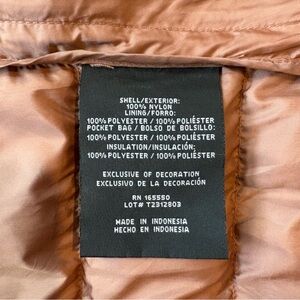 SHELL/EXTERIOR:
100% NYLON
LINING/FORRO:
100% POLYESTER / 100% POLIÉSTER
POCKET BAG / BOLSO DE BOLSILLO:
100% POLYESTER / 100% POLIÉSTER
INSULATION/INSULACIÓN:
100% POLYESTER / 100% POLIÉSTER
EXCLUSIVE OF DECORATION
EXCLUSIVO DE LA DECORACIÓN
RN 165550
LOT# T2312803
MADE IN INDONESIA
HECHO EN INDONESIA